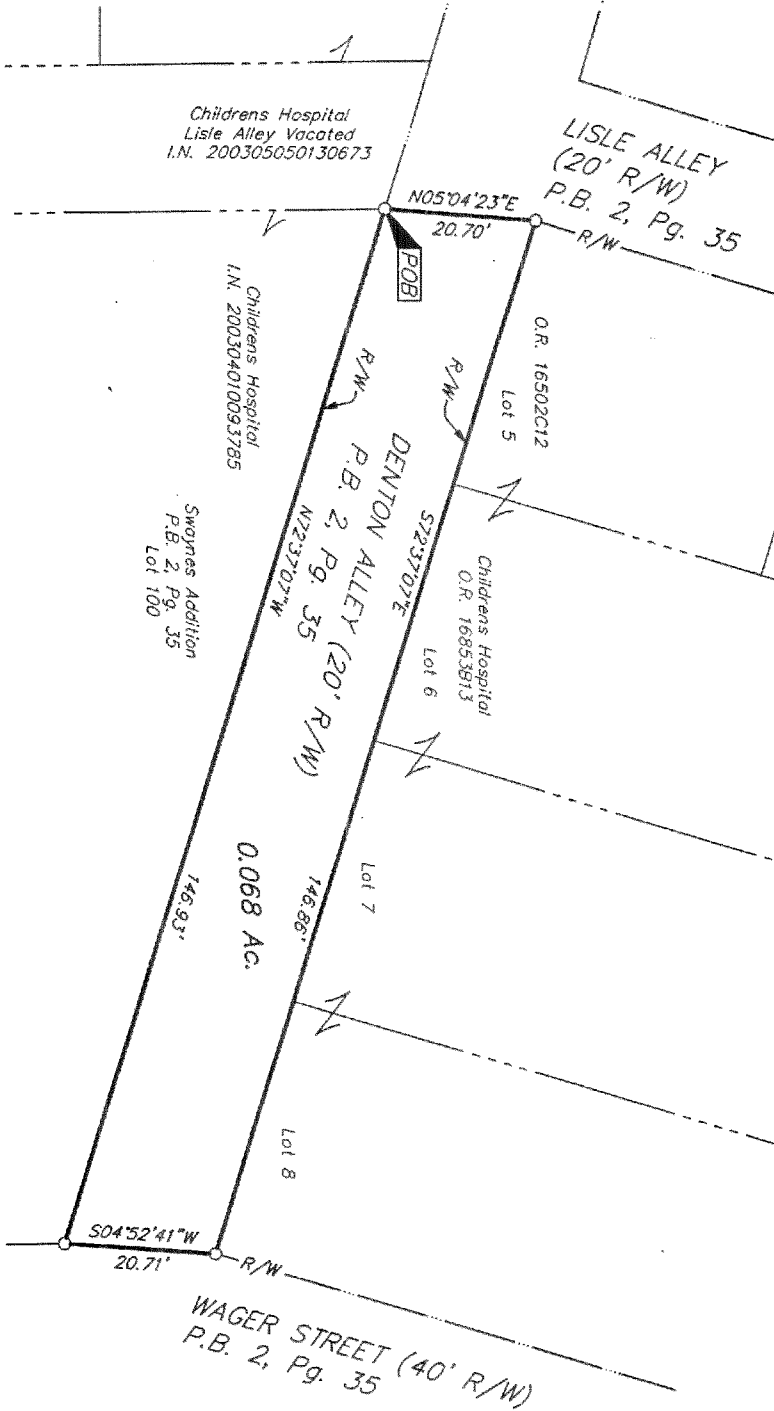 Childrens Hospital
Lisle Alley Vacated
I.N. 200305050130673
LISLE ALLEY
(20' R/W)
P.B. 2, Pg. 35
N05°04'23"E
20.70'
R/W
POB
Childrens Hospital
I.N. 200304010093785
R/W
R/W
O.R. 16502C12
Lot 5
DENTON ALLEY (20' R/W)
P.B. 2, Pg. 35
S72°37'07"E
146.86'
N72°37'07"W
146.93'
Swaynes Addition
P.B. 2, Pg. 35
Lot 100
Childrens Hospital
O.R. 16853B13
Lot 6
Lot 7
0.068 Ac.
Lot 8
S04°52'41"W
20.71'
R/W
WAGER STREET (40' R/W)
P.B. 2, Pg. 35